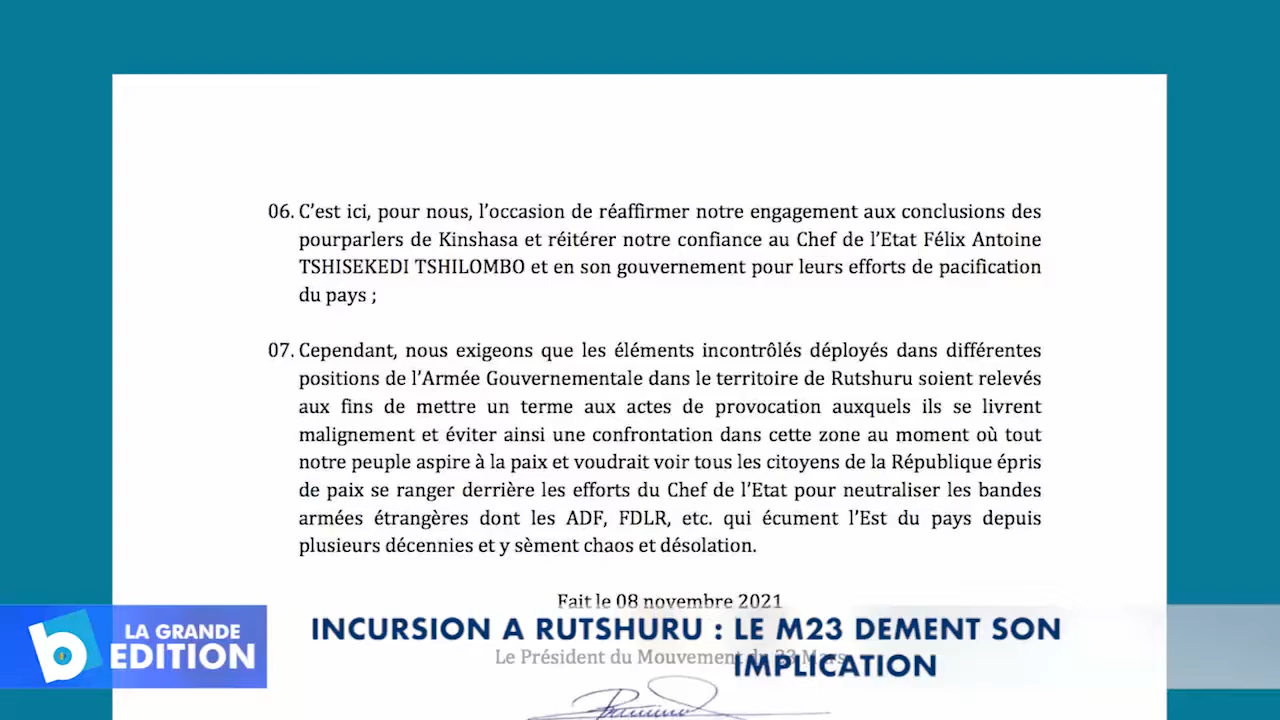 06. C’est ici, pour nous, l’occasion de réaffirmer notre engagement aux conclusions des
pourparlers de Kinshasa et réitérer notre confiance au Chef de l’Etat Félix Antoine
TSHISEKEDI TSHILOMBO et en son gouvernement pour leurs efforts de pacification
du pays ;
07. Cependant, nous exigeons que les éléments incontrôlés déployés dans différentes
positions de l’Armée Gouvernementale dans le territoire de Rutshuru soient relevés
aux fins de mettre un terme aux actes de provocation auxquels ils se livrent
malignement et éviter ainsi une confrontation dans cette zone au moment où tout
notre peuple aspire à la paix et voudrait voir tous les citoyens de la République épris
de paix se ranger derrière les efforts du Chef de l’Etat pour neutraliser les bandes
armées étrangères dont les ADF, FDLR, etc. qui écument l’Est du pays depuis
plusieurs décennies et y sèment chaos et désolation.
Fait le 08 novembre 2021
Le Président du Mouvement du 23 Mars
b LA GRANDE
EDITION
INCURSION A RUTSHURU : LE M23 DEMENT SON
IMPLICATION